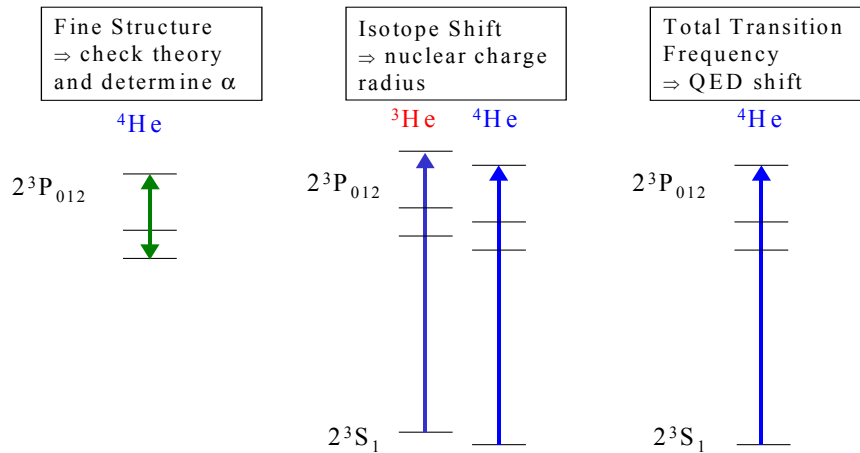 Fine Structure
⇒ check theory
and determine α
⁴He
2³P₀₁₂
Isotope Shift
⇒ nuclear charge
radius
³He ⁴He
2³P₀₁₂
2³S₁
Total Transition
Frequency
⇒ QED shift
⁴He
2³P₀₁₂
2³S₁